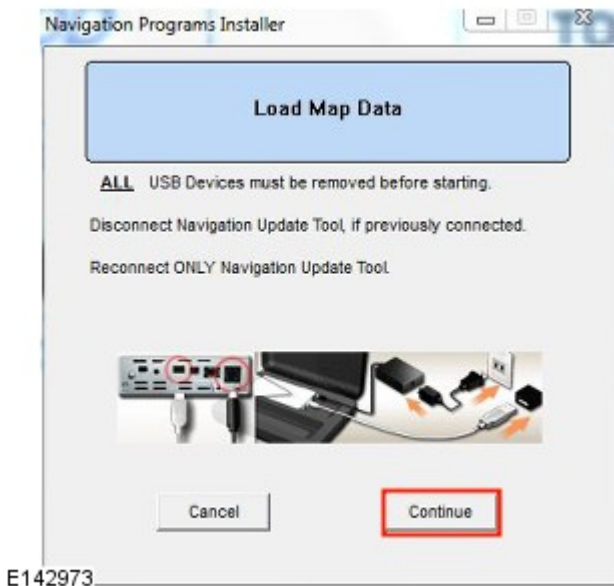 Navigation Programs Installer
Load Map Data
ALL USB Devices must be removed before starting.
Disconnect Navigation Update Tool, if previously connected.
Reconnect ONLY Navigation Update Tool.
Cancel
Continue
E142973